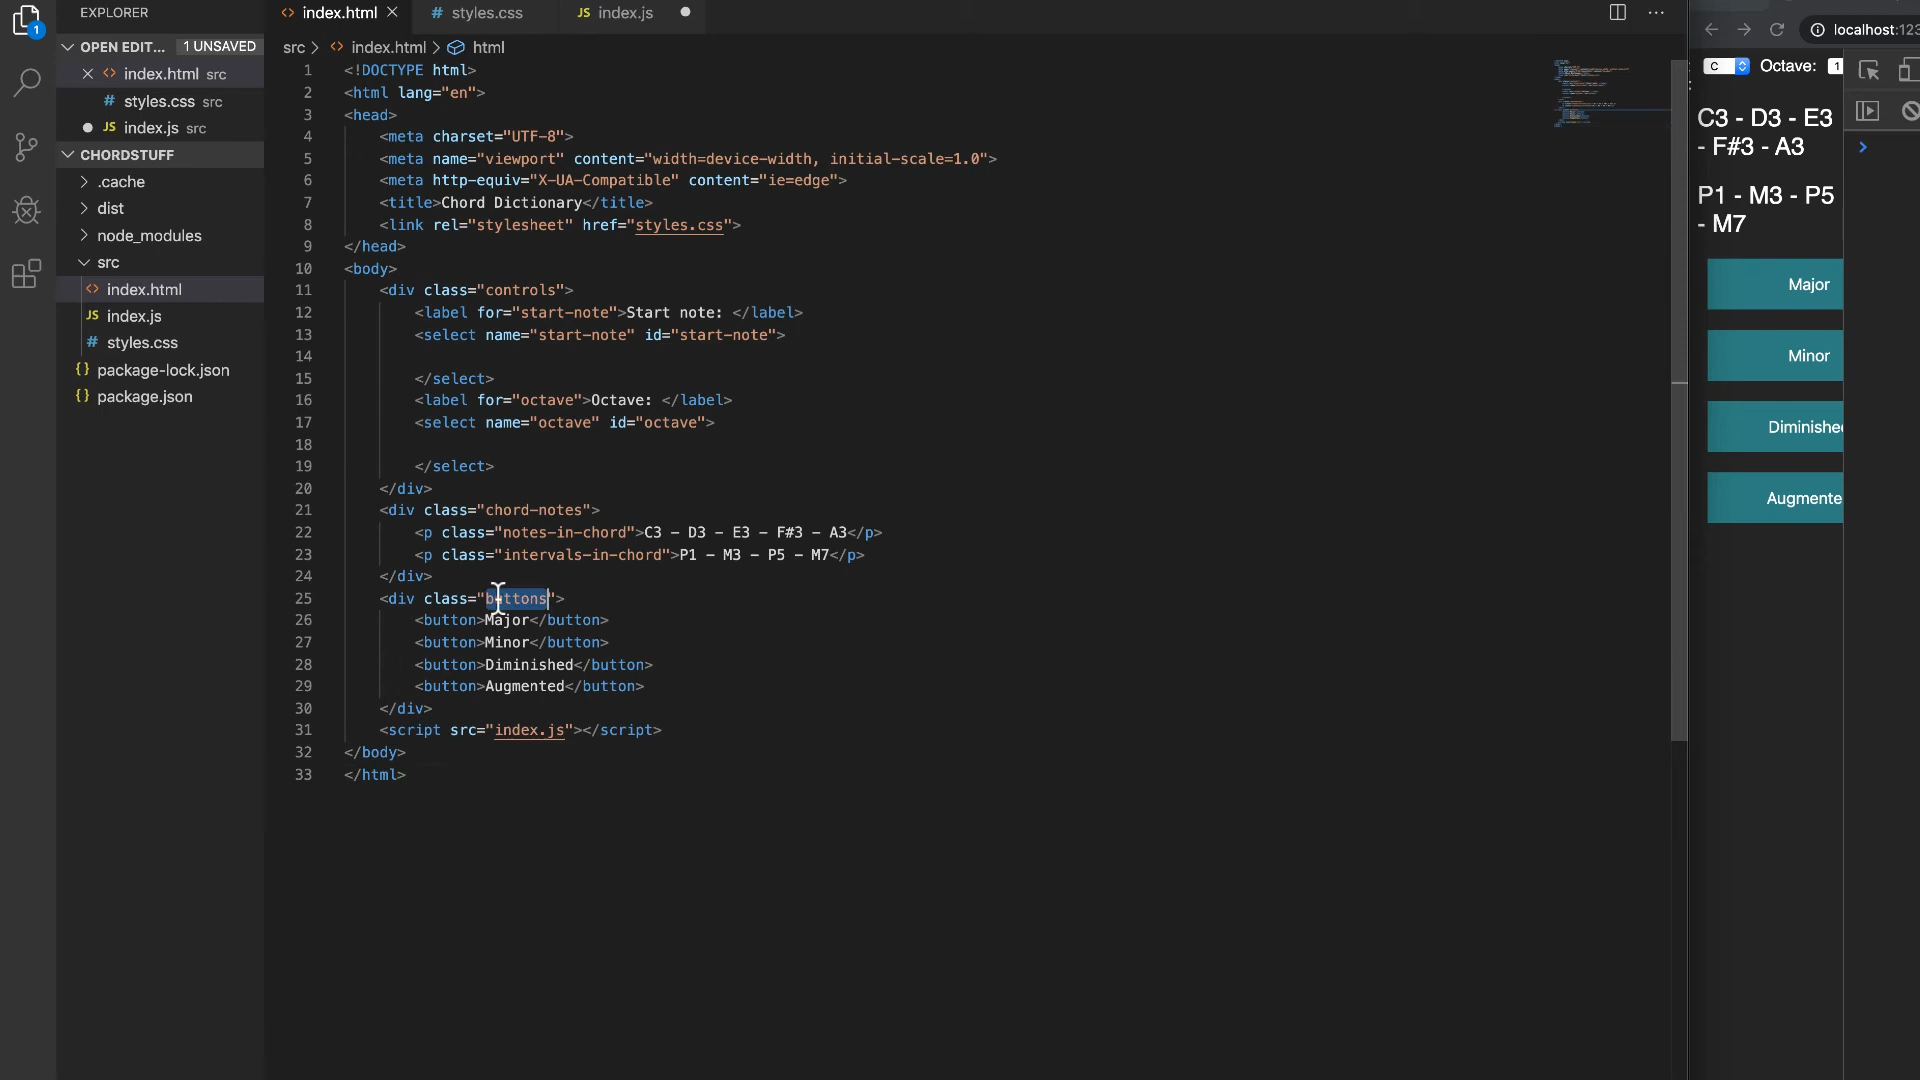 EXPLORER
OPEN EDIT... 1 UNSAVED
index.html src
styles.css src
index.js src
CHORDSTUFF
.cache
dist
node_modules
src
index.html
index.js
styles.css
package-lock.json
package.json
1
index.html
styles.css
index.js
src > index.html > html
1 <!DOCTYPE html>
2 <html lang="en">
3 <head>
4 <meta charset="UTF-8">
5 <meta name="viewport" content="width=device-width, initial-scale=1.0">
6 <meta http-equiv="X-UA-Compatible" content="ie=edge">
7 <title>Chord Dictionary</title>
8 <link rel="stylesheet" href="styles.css">
9 </head>
10 <body>
11 <div class="controls">
12 <label for="start-note">Start note: </label>
13 <select name="start-note" id="start-note">
14
15 </select>
16 <label for="octave">Octave: </label>
17 <select name="octave" id="octave">
18
19 </select>
20 </div>
21 <div class="chord-notes">
22 <p class="notes-in-chord">C3 - D3 - E3 - F#3 - A3</p>
23 <p class="intervals-in-chord">P1 - M3 - P5 - M7</p>
24 </div>
25 <div class="buttons">
26 <button>Major</button>
27 <button>Minor</button>
28 <button>Diminished</button>
29 <button>Augmented</button>
30 </div>
31 <script src="index.js"></script>
32 </body>
33 </html>
localhost:123
C Octave: 1
C3 - D3 - E3
- F#3 - A3
P1 - M3 - P5
- M7
Major
Minor
Diminishe
Augmente